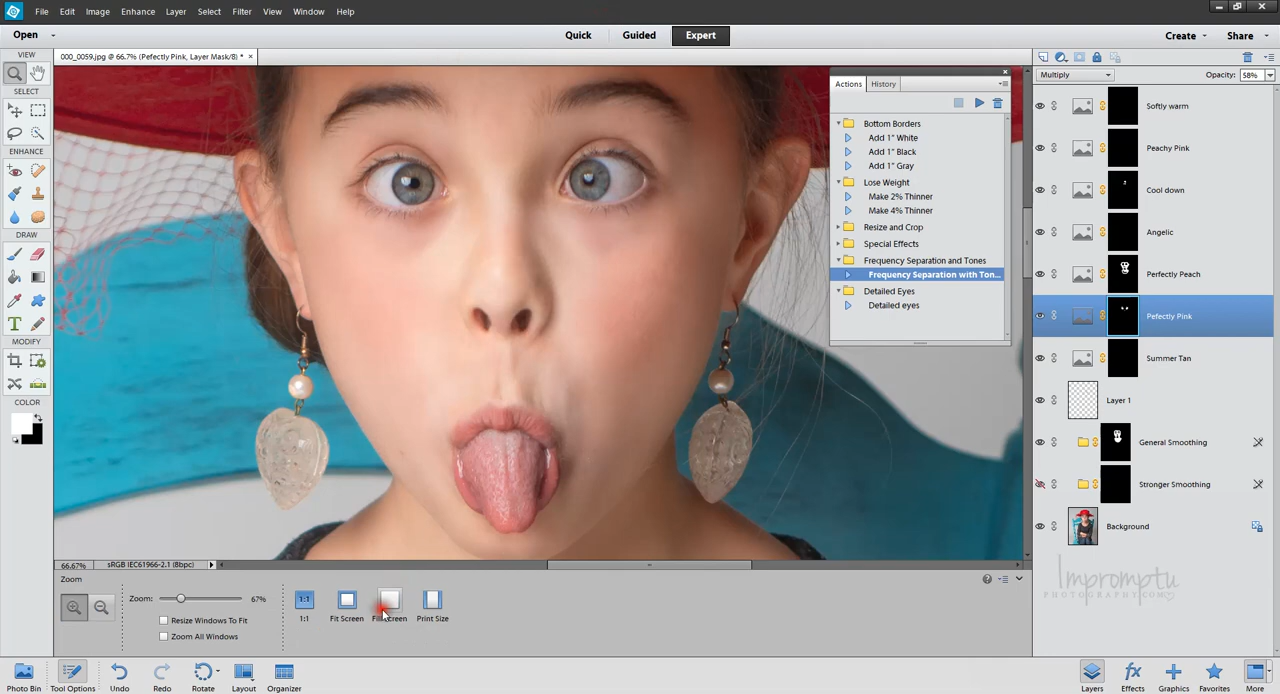 File Edit Image Enhance Layer Select Filter View Window Help
Open Quick Guided Expert Create Share
VIEW
000_0059.jpg @ 66.7% (Pefectly Pink, Layer Mask/8) * ×
SELECT
ENHANCE
DRAW
T
MODIFY
COLOR
Actions History
Bottom Borders
Add 1" White
Add 1" Black
Add 1" Gray
Lose Weight
Make 2% Thinner
Make 4% Thinner
Resize and Crop
Special Effects
Frequency Separation and Tones
Frequency Separation with Ton...
Detailed Eyes
Detailed eyes
Multiply Opacity: 58%
Softly warm
Peachy Pink
Cool down
Angelic
Perfectly Peach
Pefectly Pink
Summer Tan
Layer 1
General Smoothing
Stronger Smoothing
Background
Impromptu
PHOTOGRAPHY.COM
66.67% sRGB IEC61966-2.1 (8bpc)
Zoom
Zoom: 67%
Resize Windows To Fit
Zoom All Windows
1:1
1:1 Fit Screen Fill Screen Print Size
Photo Bin Tool Options Undo Redo Rotate Layout Organizer
fx
Layers Effects Graphics Favorites More